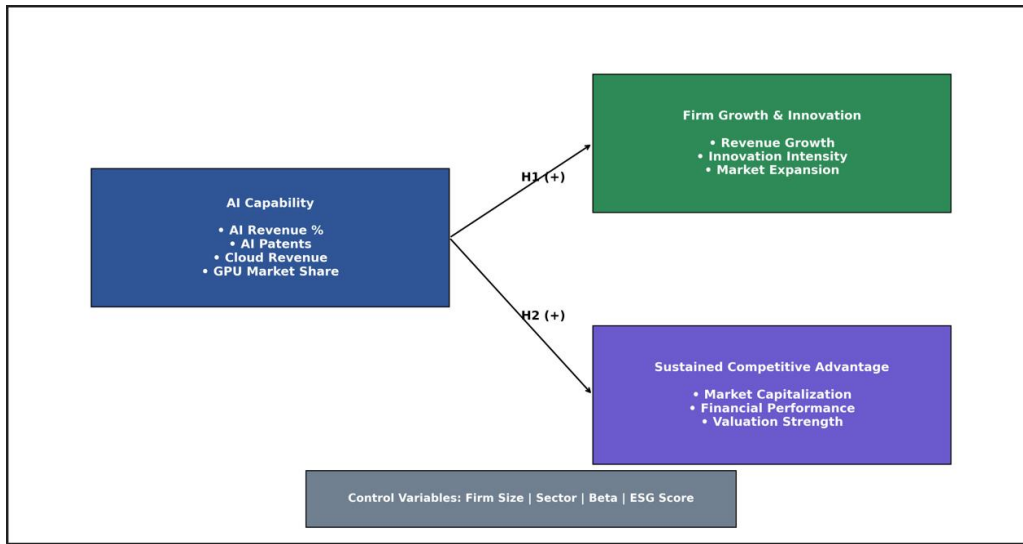 AI Capability
• AI Revenue %
• AI Patents
• Cloud Revenue
• GPU Market Share
H1 (+)
H2 (+)
Firm Growth & Innovation
• Revenue Growth
• Innovation Intensity
• Market Expansion
Sustained Competitive Advantage
• Market Capitalization
• Financial Performance
• Valuation Strength
Control Variables: Firm Size | Sector | Beta | ESG Score